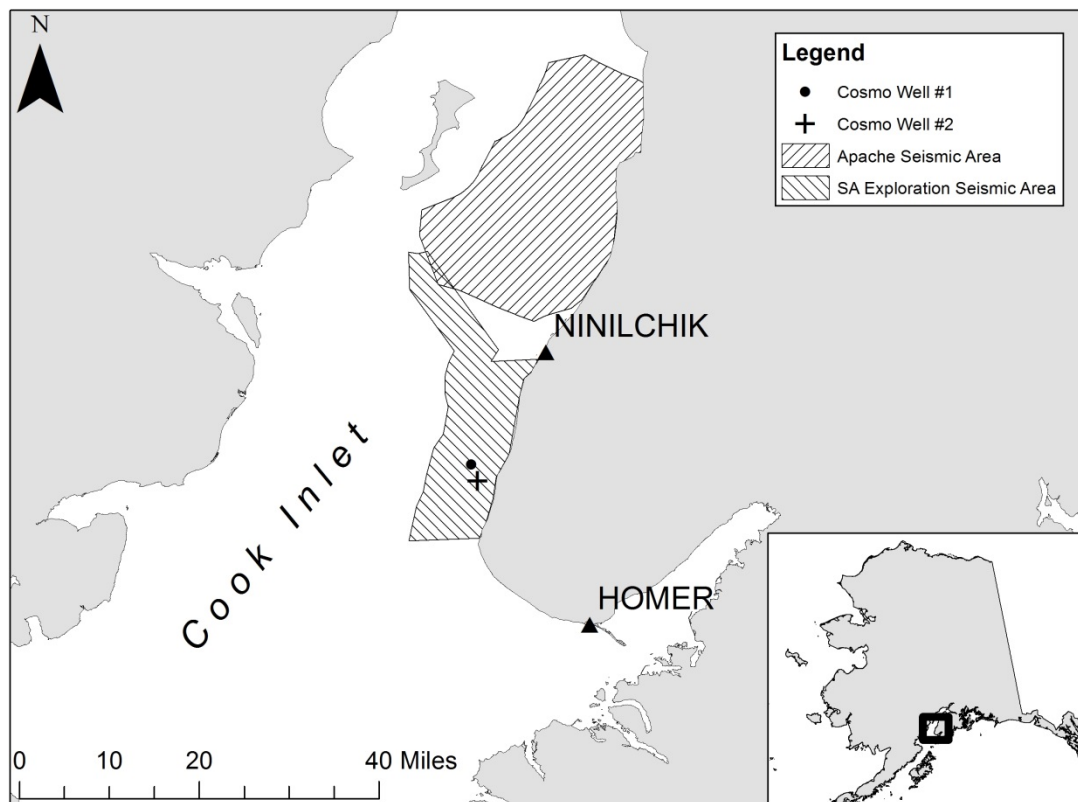 N
Legend
Cosmo Well #1
Cosmo Well #2
Apache Seismic Area
SA Exploration Seismic Area
NINILCHIK
Cook Inlet
HOMER
0 20 40 Miles